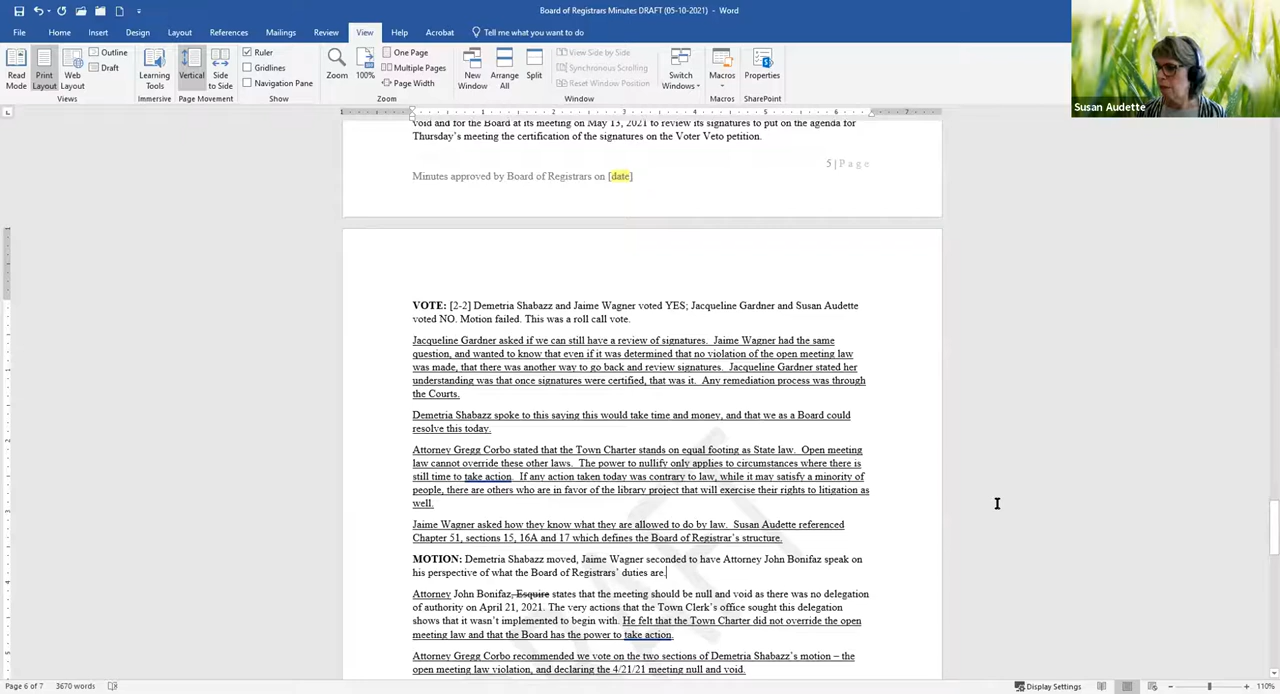 Board of Registrars Minutes DRAFT (05-10-2021) - Word
File Home Insert Design Layout References Mailings Review View Help Acrobat Tell me what you want to do
Read Mode
Print Layout
Web Layout
Outline
Draft
Views
Learning Tools
Immersive
Vertical
Side to Side
Page Movement
Ruler
Gridlines
Navigation Pane
Show
Zoom
100%
One Page
Multiple Pages
Page Width
Zoom
New Window
Arrange All
Split
View Side by Side
Synchronous Scrolling
Reset Window Position
Window
Switch Windows
Macros
Macros
Properties
SharePoint
Susan Audette
Void and for the Board at its meeting on May 13, 2021 to review its signatures to put on the agenda for
Thursday's meeting the certification of the signatures on the Voter Veto petition.
5 | Page
Minutes approved by Board of Registrars on [date]
VOTE: [2-2] Demetria Shabazz and Jaime Wagner voted YES; Jacqueline Gardner and Susan Audette
voted NO. Motion failed. This was a roll call vote.
Jacqueline Gardner asked if we can still have a review of signatures. Jaime Wagner had the same
question, and wanted to know that even if it was determined that no violation of the open meeting law
was made, that there was another way to go back and review signatures. Jacqueline Gardner stated her
understanding was that once signatures were certified, that was it. Any remediation process was through
the Courts.
Demetria Shabazz spoke to this saying this would take time and money, and that we as a Board could
resolve this today.
Attorney Gregg Corbo stated that the Town Charter stands on equal footing as State law. Open meeting
law cannot override these other laws. The power to nullify only applies to circumstances where there is
still time to take action. If any action taken today was contrary to law, while it may satisfy a minority of
people, there are others who are in favor of the library project that will exercise their rights to litigation as
well.
Jaime Wagner asked how they know what they are allowed to do by law. Susan Audette referenced
Chapter 51, sections 15, 16A and 17 which defines the Board of Registrar's structure.
MOTION: Demetria Shabazz moved, Jaime Wagner seconded to have Attorney John Bonifaz speak on
his perspective of what the Board of Registrars' duties are.
Attorney John Bonifaz, Esquire states that the meeting should be null and void as there was no delegation
of authority on April 21, 2021. The very actions that the Town Clerk's office sought this delegation
shows that it wasn't implemented to begin with. He felt that the Town Charter did not override the open
meeting law and that the Board has the power to take action.
Attorney Gregg Corbo recommended we vote on the two sections of Demetria Shabazz's motion – the
open meeting law violation, and declaring the 4/21/21 meeting null and void.
Page 6 of 7 3670 words Display Settings 110%